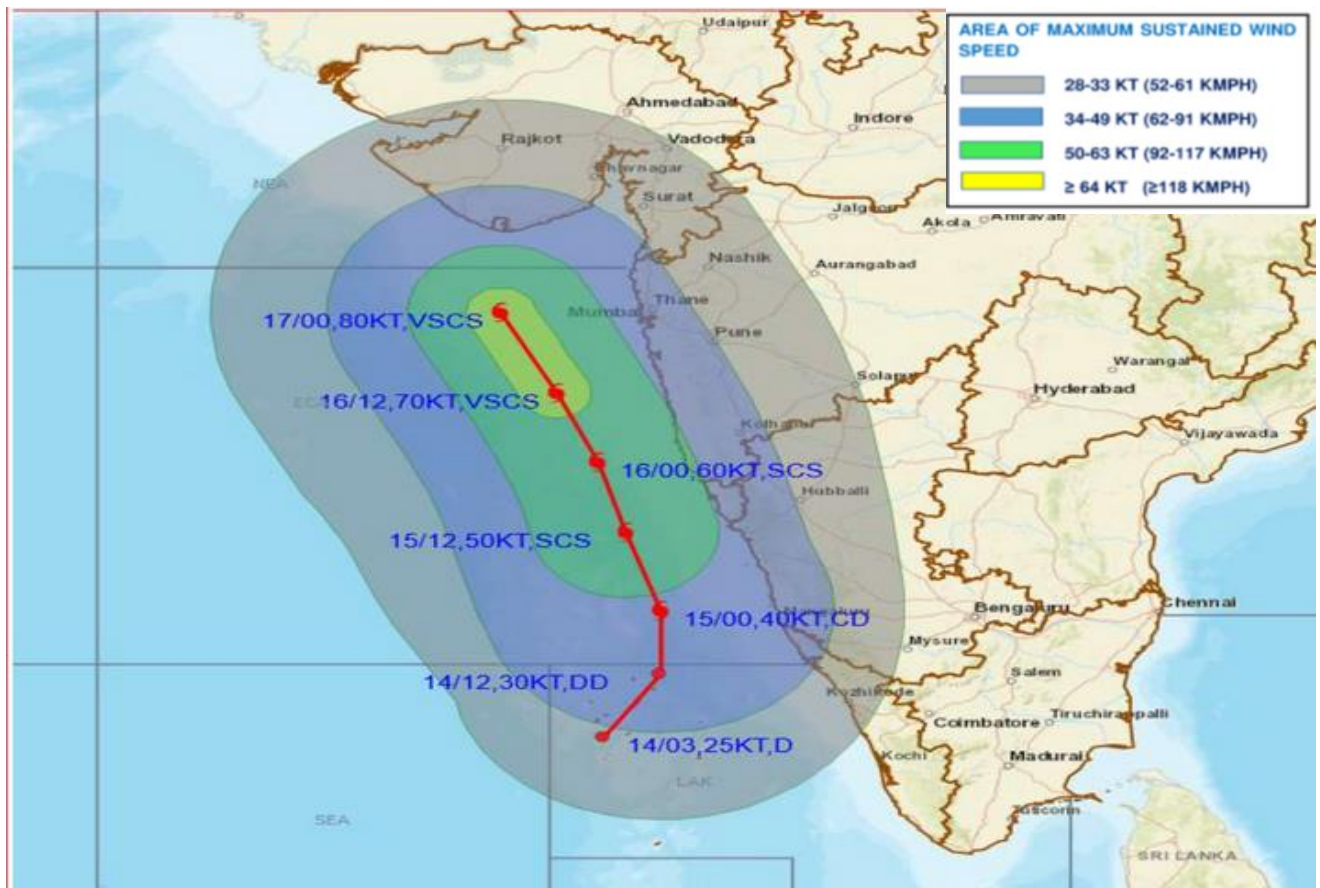 Udaipur
AREA OF MAXIMUM SUSTAINED WIND
SPEED
28-33 KT (52-61 KMPH)
34-49 KT (62-91 KMPH)
50-63 KT (92-117 KMPH)
≥ 64 KT (≥118 KMPH)
Ahmedabad
Indore
Rajkot
Vadodara
NEA
Surat
Jalgaon
Akola
Amravati
Nashik
Aurangabad
17/00,80KT,VSCS
Mumbai
Thane
Pune
Warangal
Solapur
Hyderabad
16/12,70KT,VSCS
Kolhapur
Vijayawada
16/00,60KT,SCS
Hubballi
15/12,50KT,SCS
Mangaluru
15/00,40KT,CD
Bengaluru
Chennai
Mysure
14/12,30KT,DD
Salem
Kozhikode
Coimbatore
Tiruchirappalli
14/03,25KT,D
Kochi
Madurai
LAK
SEA
Tuticorin
SRI LANKA